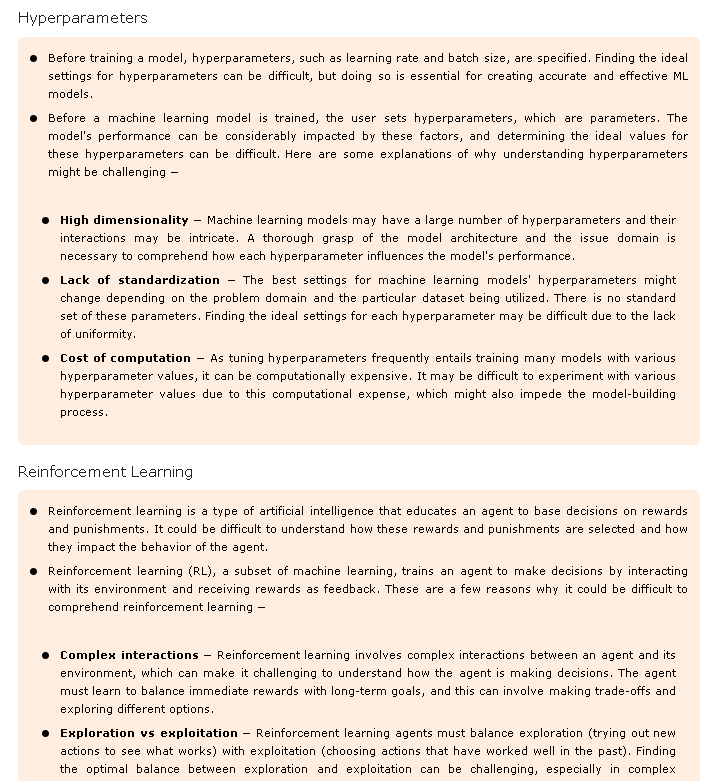 Hyperparameters
Before training a model, hyperparameters, such as learning rate and batch size, are specified. Finding the ideal
settings for hyperparameters can be difficult, but doing so is essential for creating accurate and effective ML
models.
Before a machine learning model is trained, the user sets hyperparameters, which are parameters. The
model's performance can be considerably impacted by these factors, and determining the ideal values for
these hyperparameters can be difficult. Here are some explanations of why understanding hyperparameters
might be challenging −
High dimensionality − Machine learning models may have a large number of hyperparameters and their
interactions may be intricate. A thorough grasp of the model architecture and the issue domain is
necessary to comprehend how each hyperparameter influences the model's performance.
Lack of standardization − The best settings for machine learning models' hyperparameters might
change depending on the problem domain and the particular dataset being utilized. There is no standard
set of these parameters. Finding the ideal settings for each hyperparameter may be difficult due to the lack
of uniformity.
Cost of computation − As tuning hyperparameters frequently entails training many models with various
hyperparameter values, it can be computationally expensive. It may be difficult to experiment with various
hyperparameter values due to this computational expense, which might also impede the model-building
process.
Reinforcement Learning
Reinforcement learning is a type of artificial intelligence that educates an agent to base decisions on rewards
and punishments. It could be difficult to understand how these rewards and punishments are selected and how
they impact the behavior of the agent.
Reinforcement learning (RL), a subset of machine learning, trains an agent to make decisions by interacting
with its environment and receiving rewards as feedback. These are a few reasons why it could be difficult to
comprehend reinforcement learning −
Complex interactions − Reinforcement learning involves complex interactions between an agent and its
environment, which can make it challenging to understand how the agent is making decisions. The agent
must learn to balance immediate rewards with long-term goals, and this can involve making trade-offs and
exploring different options.
Exploration vs exploitation − Reinforcement learning agents must balance exploration (trying out new
actions to see what works) with exploitation (choosing actions that have worked well in the past). Finding
the optimal balance between exploration and exploitation can be challenging, especially in complex